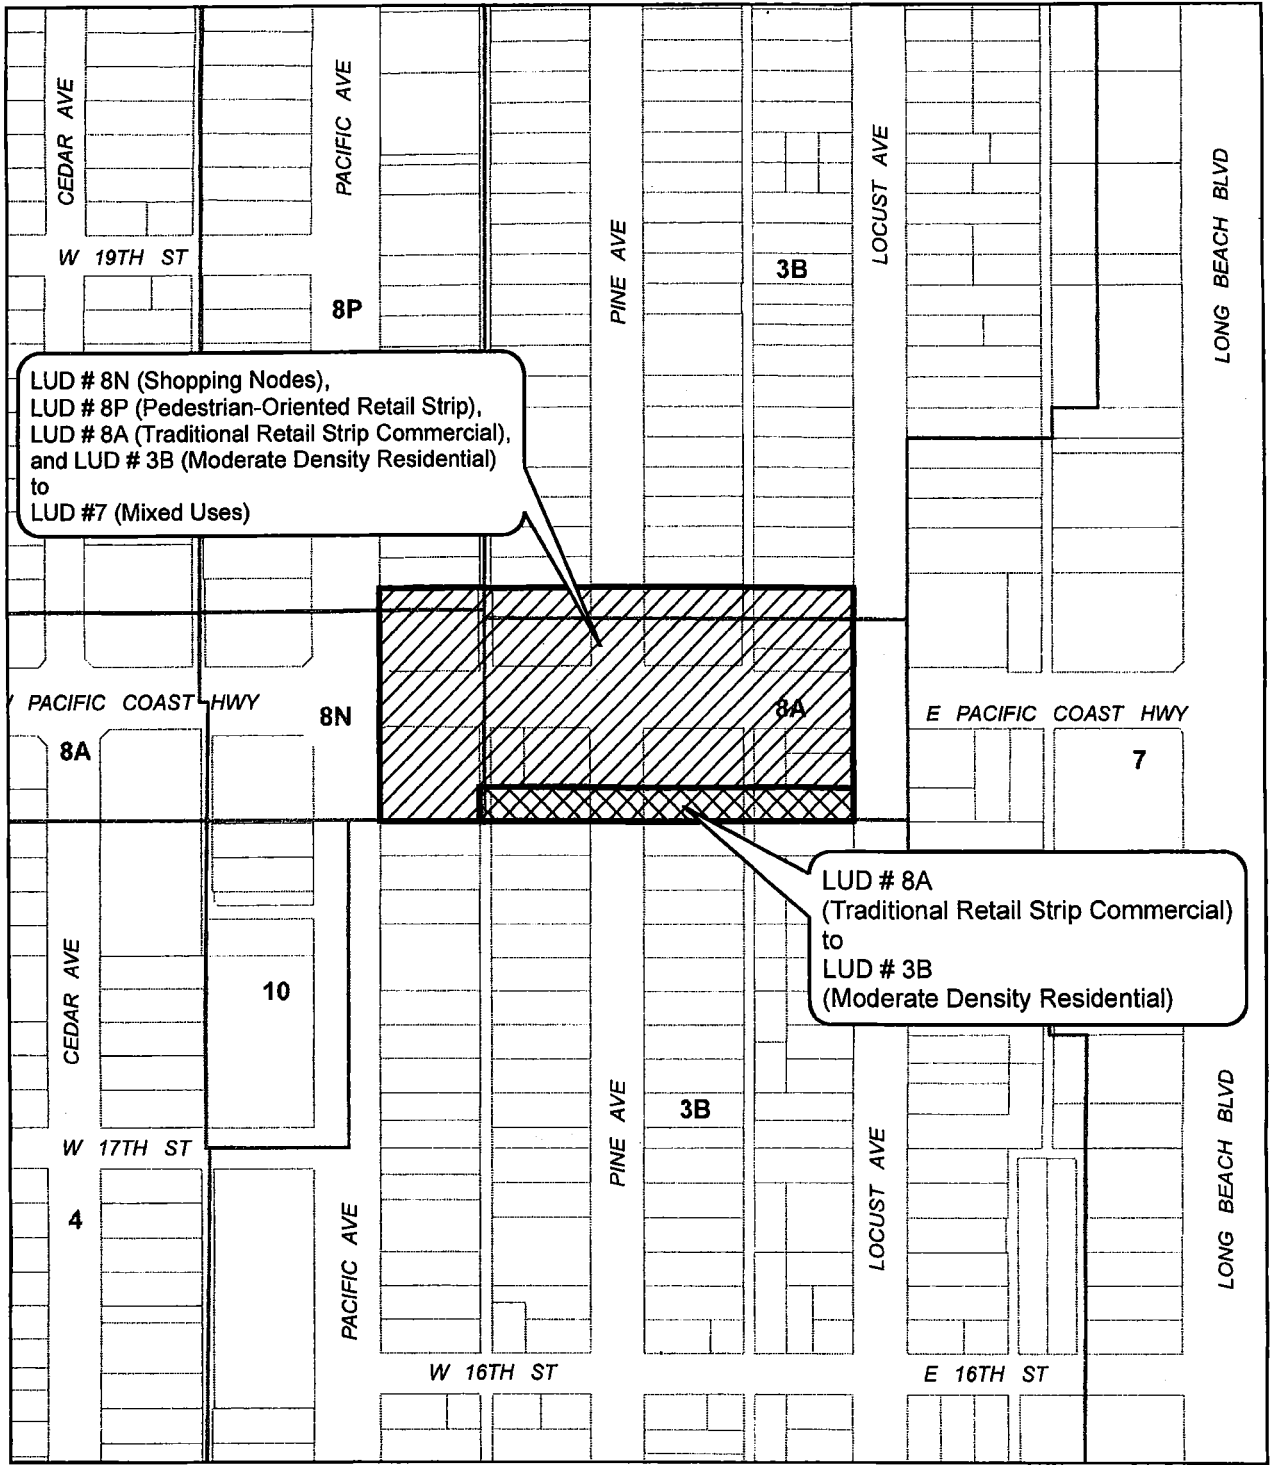 CEDAR AVE
PACIFIC AVE
PINE AVE
LOCUST AVE
LONG BEACH BLVD
W 19TH ST
3B
8P
LUD # 8N (Shopping Nodes),
LUD # 8P (Pedestrian-Oriented Retail Strip),
LUD # 8A (Traditional Retail Strip Commercial),
and LUD # 3B (Moderate Density Residential)
to
LUD #7 (Mixed Uses)
PACIFIC COAST HWY
8N
8A
E PACIFIC COAST HWY
8A
7
LUD # 8A
(Traditional Retail Strip Commercial)
to
LUD # 3B
(Moderate Density Residential)
CEDAR AVE
10
3B
PINE AVE
LOCUST AVE
LONG BEACH BLVD
W 17TH ST
4
PACIFIC AVE
W 16TH ST
E 16TH ST